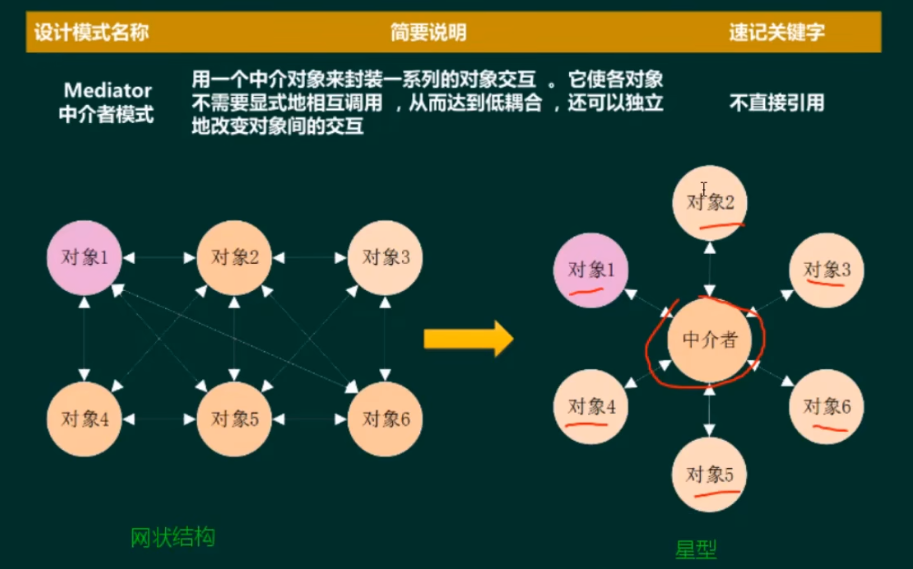 设计模式名称 简要说明 速记关键字
Mediator
中介者模式
用一个中介对象来封装一系列的对象交互 。它使各对象
不需要显式地相互调用 ，从而达到低耦合 ，还可以独立
地改变对象间的交互
不直接引用
对象1 对象2 对象3
对象4 对象5 对象6
网状结构
对象2
对象1 对象3
中介者
对象4 对象6
对象5
星型